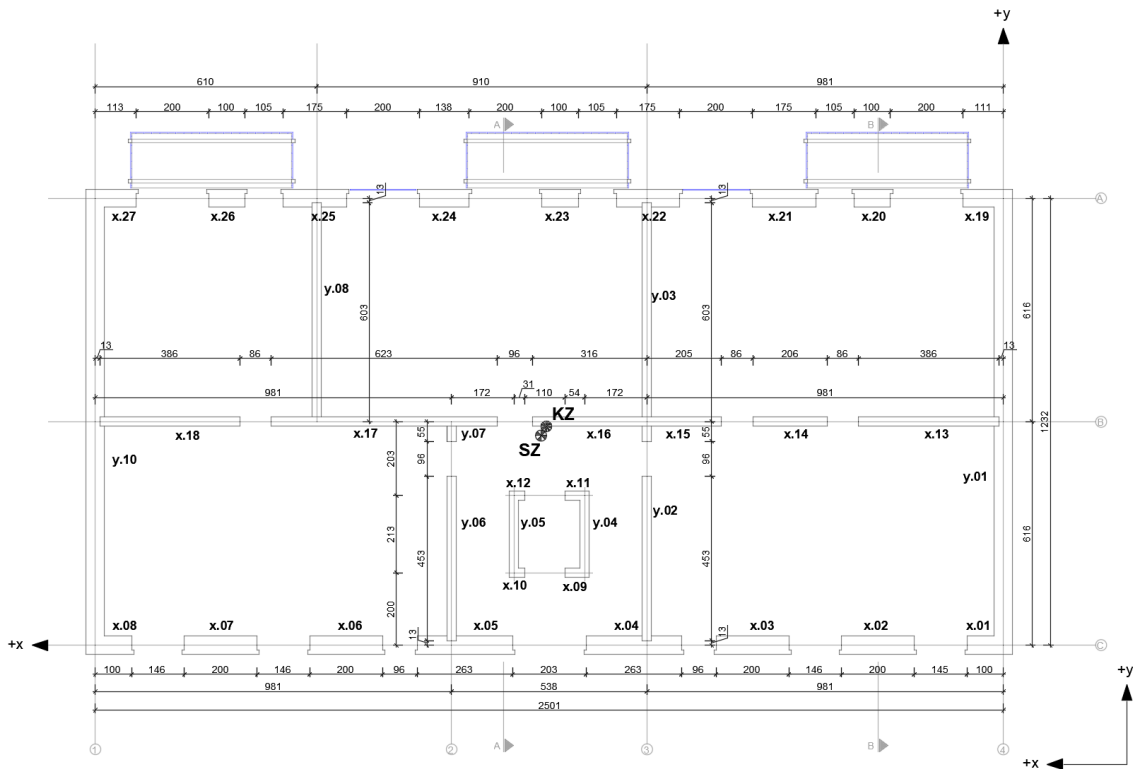 +y
610 910 981
113 200 100 105 175 200 138 200 100 105 175 200 175 105 100 200 111
A B
13 13
x.27 x.26 x.25 x.24 x.23 x.22 x.21 x.20 x.19
A
y.08 y.03
603 603 616
13 386 86 623 96 316 205 86 206 86 386 13
31
981 172 110 54 172 981
1232
KZ
x.18 x.17 y.07 55 x.16 x.15 55 x.14 x.13
B
SZ
y.10 203 96 96 y.01
x.12 x.11
y.06 y.05 y.04 y.02
213 453 453 616
x.10 x.09
200
x.08 x.07 x.06 13 x.05 x.04 13 x.03 x.02 x.01
+x C
100 146 200 146 200 96 263 203 263 96 200 146 200 145 100
981 538 981
+y
2501
1 2 A 3 B 4
+x